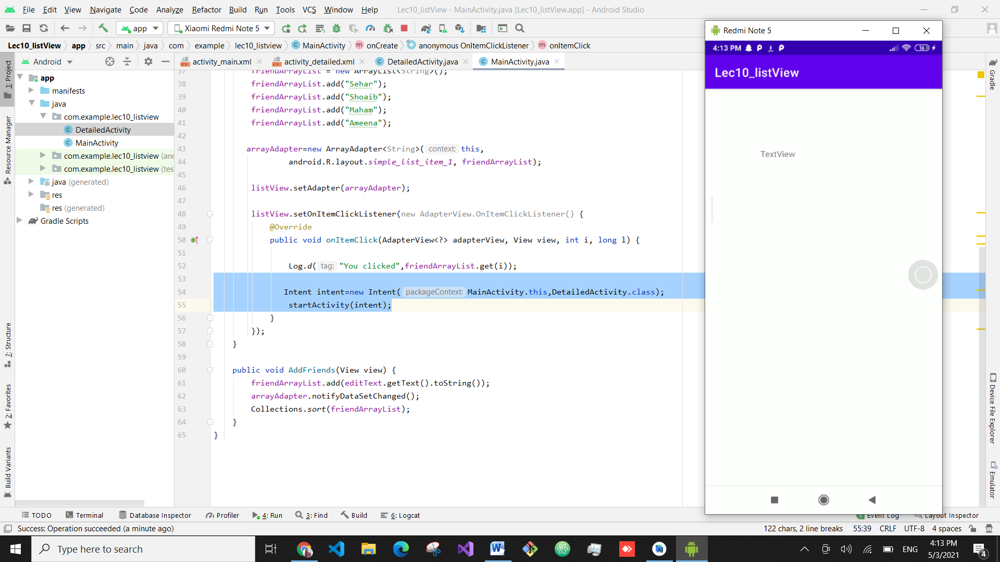 File Edit View Navigate Code Analyze Refactor Build Run Tools VCS Window Help Lec10_listView - MainActivity.java [Lec10_listView.app] - Android Studio
app Xiaomi Redmi Note 5
Lec10_listView app src main java com example lec10_listview MainActivity onCreate anonymous OnItemClickListener onItemClick
Android
activity_main.xml activity_detailed.xml DetailedActivity.java MainActivity.java
1: Project
Resource Manager
7: Structure
2: Favorites
Build Variants
app
manifests
java
com.example.lec10_listview
DetailedActivity
MainActivity
com.example.lec10_listview (and
com.example.lec10_listview (tes
java (generated)
res
res (generated)
Gradle Scripts
37 friendArrayList = new ArrayList<String>();
38 friendArrayList.add("Sehar");
39 friendArrayList.add("Shoaib");
40 friendArrayList.add("Maham");
41 friendArrayList.add("Ameena");
42
43 arrayAdapter=new ArrayAdapter<String>( context: this,
44 android.R.layout.simple_list_item_1, friendArrayList);
45
46 listView.setAdapter(arrayAdapter);
47
48 listView.setOnItemClickListener(new AdapterView.OnItemClickListener() {
49 @Override
50 public void onItemClick(AdapterView<?> adapterView, View view, int i, long l) {
51
52 Log.d( tag: "You clicked",friendArrayList.get(i));
53
54 Intent intent=new Intent( packageContext: MainActivity.this,DetailedActivity.class);
55 startActivity(intent);
56 }
57 });
58 }
59
60 public void AddFriends(View view) {
61 friendArrayList.add(editText.getText().toString());
62 arrayAdapter.notifyDataSetChanged();
63 Collections.sort(friendArrayList);
64 }
65 }
Redmi Note 5
4:13 PM 16
Lec10_listView
TextView
Gradle
Device File Explorer
Emulator
TODO Terminal Database Inspector Profiler 4: Run 3: Find Build 6: Logcat Event Log Layout Inspector
Success: Operation succeeded (a minute ago) 122 chars, 2 line breaks 55:39 CRLF UTF-8 4 spaces
Type here to search
ENG
4:13 PM
5/3/2021
4